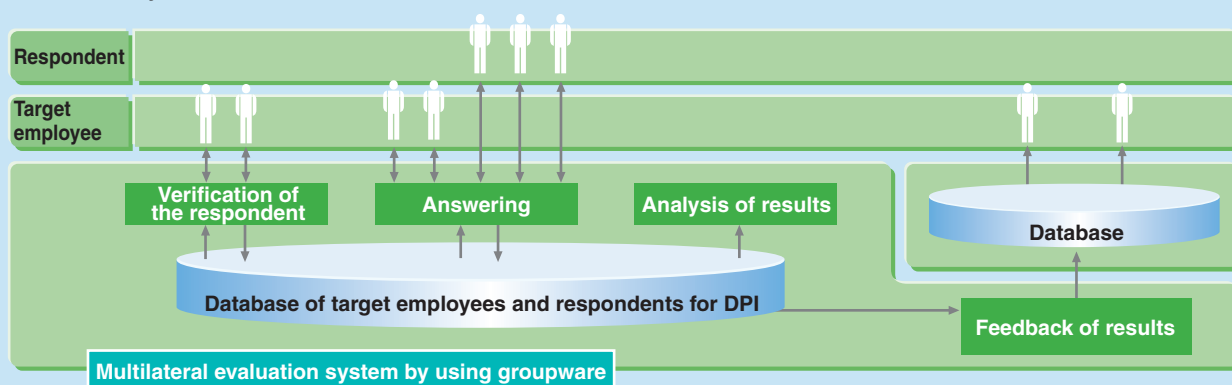 Respondent
Target
employee
Verification of
the respondent
Answering
Analysis of results
Database
Database of target employees and respondents for DPI
Feedback of results
Multilateral evaluation system by using groupware